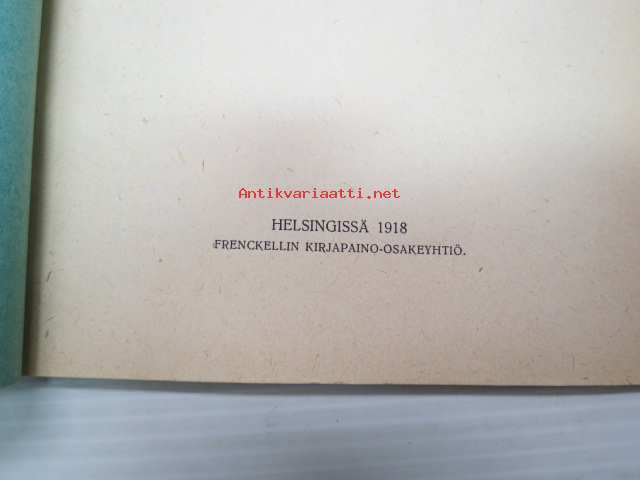 Antikvariaatti.net
HELSINGISSÄ 1918
FRENCKELLIN KIRJAPAINO-OSAKEYHTIÖ.